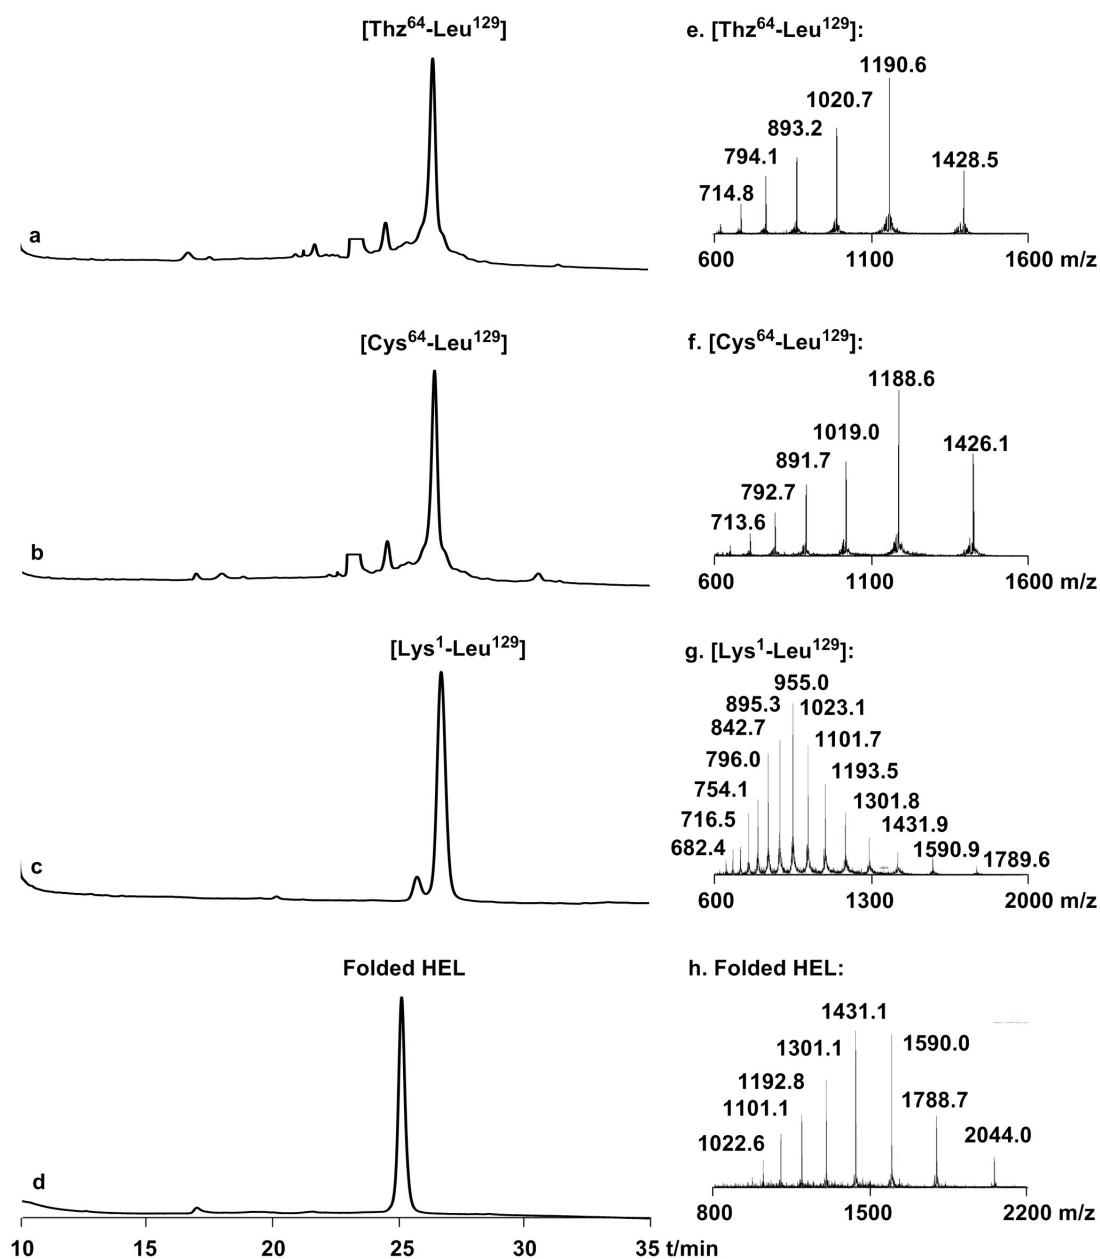 [Thz64-Leu129]
a
e. [Thz64-Leu129]:
1190.6
1020.7
893.2
794.1
1428.5
714.8
600 1100 1600 m/z
[Cys64-Leu129]
b
f. [Cys64-Leu129]:
1188.6
1019.0
1426.1
891.7
792.7
713.6
600 1100 1600 m/z
[Lys1-Leu129]
c
g. [Lys1-Leu129]:
955.0
895.3 1023.1
842.7
1101.7
796.0
1193.5
754.1
1301.8
716.5
1431.9
682.4
1590.9
1789.6
600 1300 2000 m/z
Folded HEL
d
h. Folded HEL:
1431.1
1301.1 1590.0
1192.8
1788.7
1101.1
2044.0
1022.6
800 1500 2200 m/z
10 15 20 25 30 35 t/min